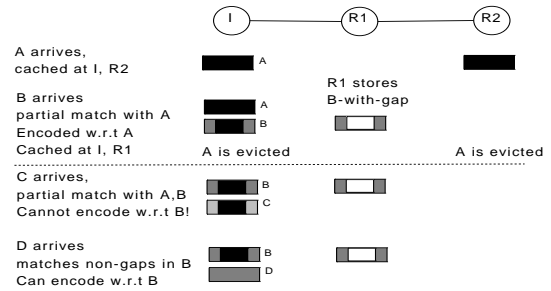 I R1 R2
A arrives,
cached at I, R2
A
R1 stores
B-with-gap
B arrives
partial match with A
Encoded w.r.t A
Cached at I, R1
A
B
A is evicted A is evicted
C arrives,
partial match with A,B
Cannot encode w.r.t B!
B
C
D arrives
matches non-gaps in B
Can encode w.r.t B
B
D